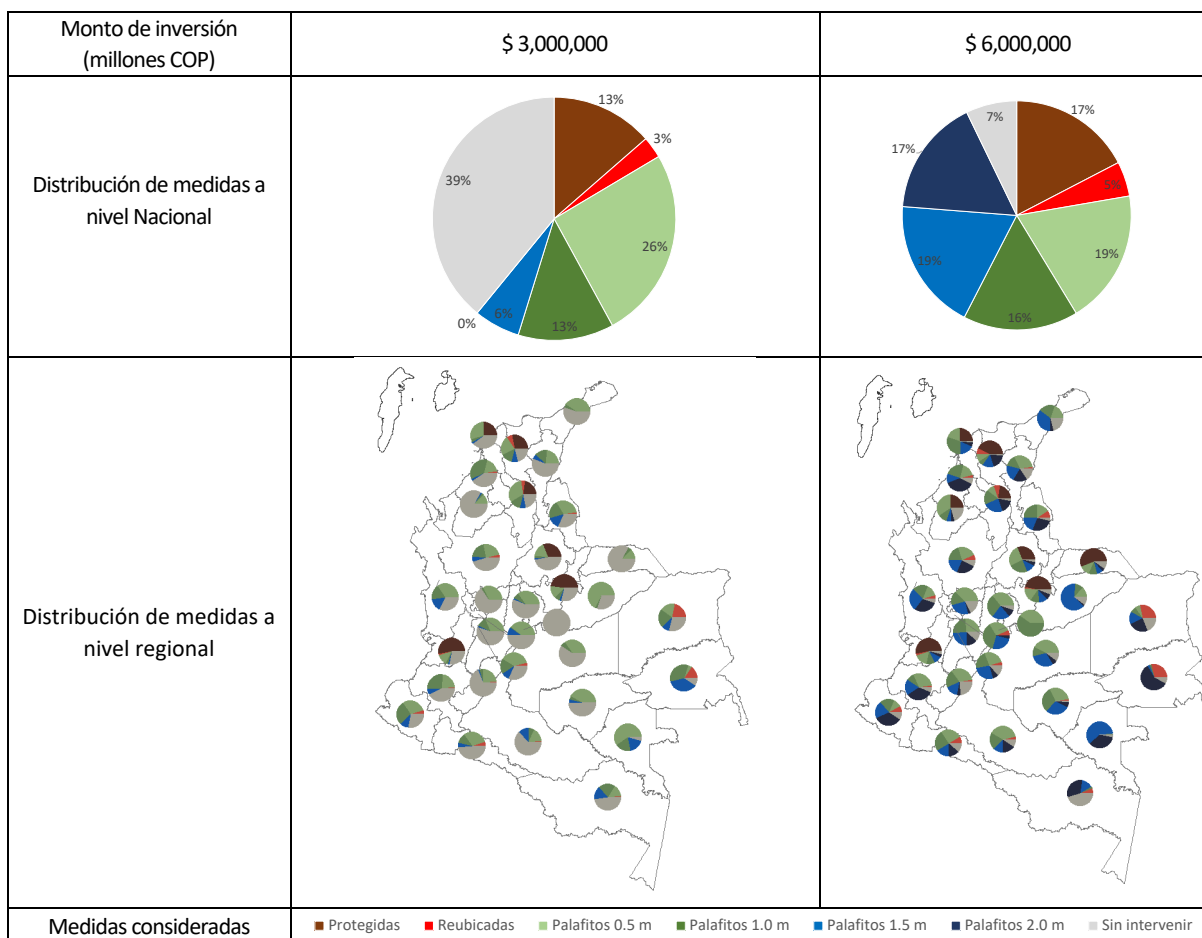 Monto de inversión
(millones COP)
$ 3,000,000
$ 6,000,000
Distribución de medidas a
nivel Nacional
13%
3%
26%
13%
6%
0%
39%
17%
5%
19%
16%
19%
17%
7%
Distribución de medidas a
nivel regional
Medidas consideradas
Protegidas
Reubicadas
Palafitos 0.5 m
Palafitos 1.0 m
Palafitos 1.5 m
Palafitos 2.0 m
Sin intervenir